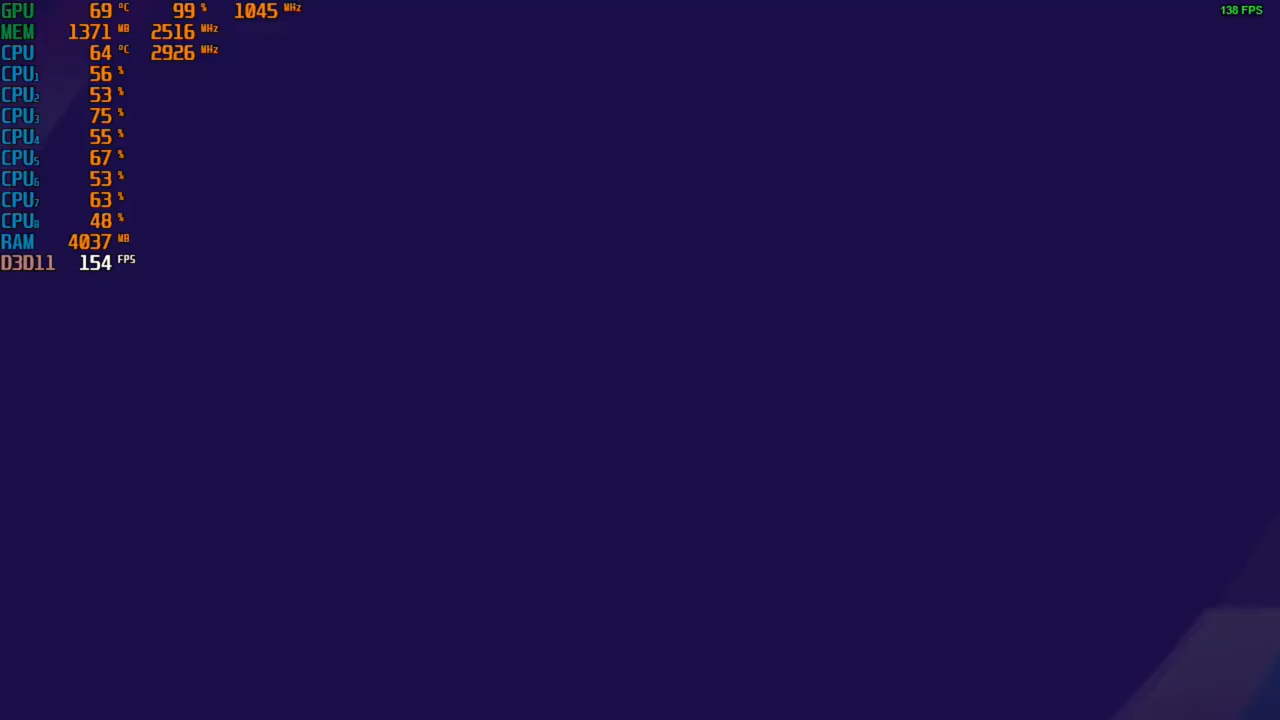 GPU 69 °C 99 % 1045 MHz
138 FPS
MEM 1371 MB 2516 MHz
CPU 64 °C 2926 MHz
CPU1 56 %
CPU2 53 %
CPU3 75 %
CPU4 55 %
CPU5 67 %
CPU6 53 %
CPU7 63 %
CPU8 48 %
RAM 4037 MB
D3D11 154 FPS